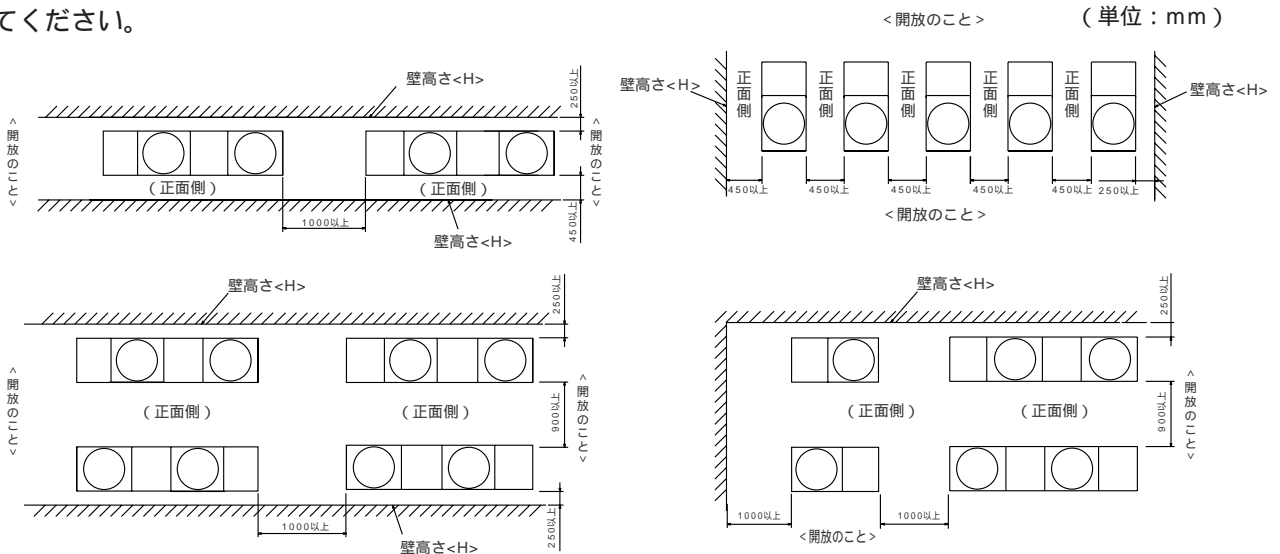 てください。
<開放のこと>
(単位：mm)
壁高さ<H>
250以上
<開放のこと>
<開放のこと>
(正面側)
(正面側)
1000以上
450以上
壁高さ<H>
壁高さ<H>
正面側
正面側
正面側
正面側
正面側
壁高さ<H>
450以上
450以上
450以上
450以上
450以上
250以上
<開放のこと>
壁高さ<H>
250以上
<開放のこと>
<開放のこと>
(正面側)
(正面側)
900以上
1000以上
250以上
壁高さ<H>
壁高さ<H>
250以上
(正面側)
(正面側)
900以上
<開放のこと>
1000以上
1000以上
<開放のこと>